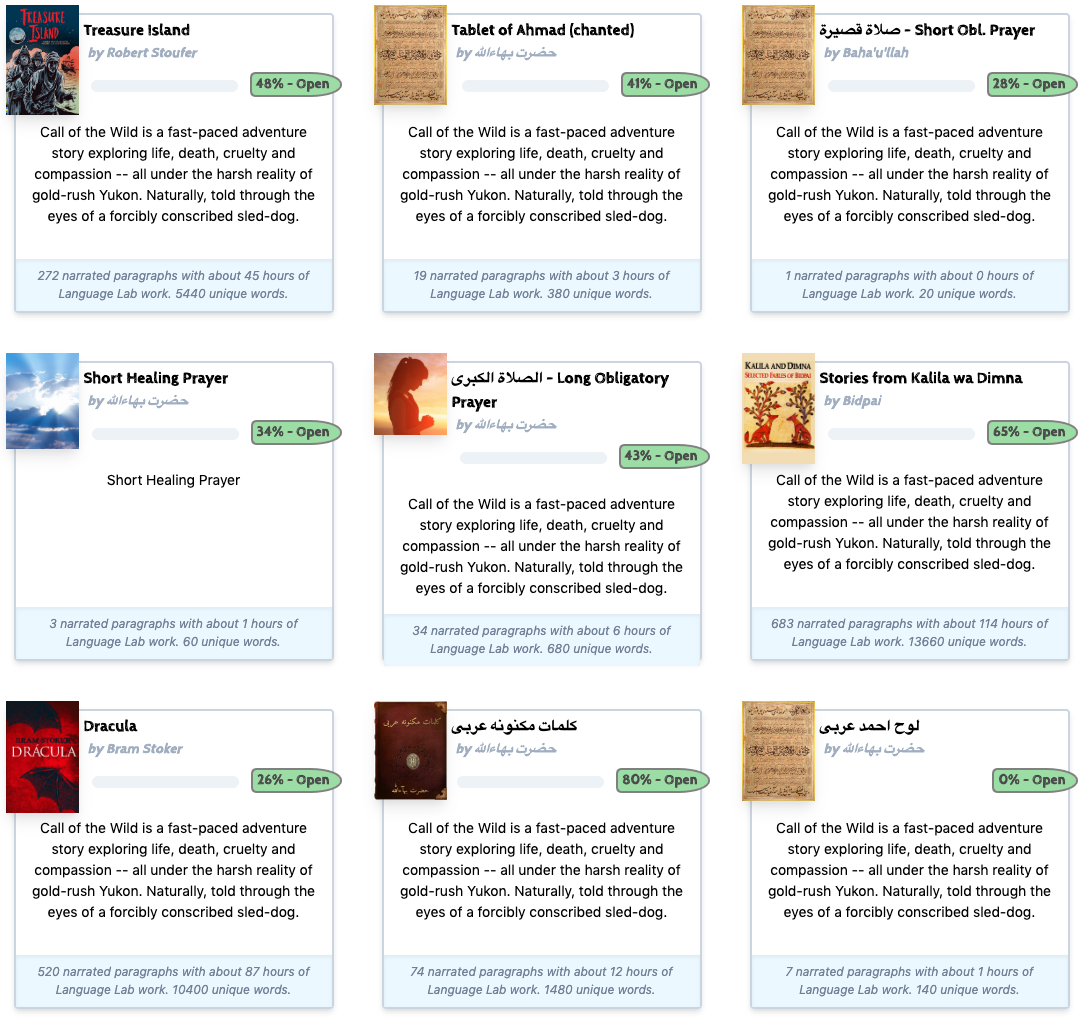 TREASURE
ISLAND
Treasure Island
by Robert Stoufer
48% - Open
Call of the Wild is a fast-paced adventure
story exploring life, death, cruelty and
compassion -- all under the harsh reality of
gold-rush Yukon. Naturally, told through the
eyes of a forcibly conscribed sled-dog.
272 narrated paragraphs with about 45 hours of
Language Lab work. 5440 unique words.
Tablet of Ahmad (chanted)
by حضرت بهاءالله
41% - Open
Call of the Wild is a fast-paced adventure
story exploring life, death, cruelty and
compassion -- all under the harsh reality of
gold-rush Yukon. Naturally, told through the
eyes of a forcibly conscribed sled-dog.
19 narrated paragraphs with about 3 hours of
Language Lab work. 380 unique words.
صلاة قصيرة - Short Obl. Prayer
by Baha'u'llah
28% - Open
Call of the Wild is a fast-paced adventure
story exploring life, death, cruelty and
compassion -- all under the harsh reality of
gold-rush Yukon. Naturally, told through the
eyes of a forcibly conscribed sled-dog.
1 narrated paragraphs with about 0 hours of
Language Lab work. 20 unique words.
Short Healing Prayer
by حضرت بهاءالله
34% - Open
Short Healing Prayer
3 narrated paragraphs with about 1 hours of
Language Lab work. 60 unique words.
الصلاة الكبرى - Long Obligatory
Prayer
by حضرت بهاءالله
43% - Open
Call of the Wild is a fast-paced adventure
story exploring life, death, cruelty and
compassion -- all under the harsh reality of
gold-rush Yukon. Naturally, told through the
eyes of a forcibly conscribed sled-dog.
34 narrated paragraphs with about 6 hours of
Language Lab work. 680 unique words.
KALILA AND DIMNA
SELECTED FABLES OF BIDPAI
Stories from Kalila wa Dimna
by Bidpai
65% - Open
Call of the Wild is a fast-paced adventure
story exploring life, death, cruelty and
compassion -- all under the harsh reality of
gold-rush Yukon. Naturally, told through the
eyes of a forcibly conscribed sled-dog.
683 narrated paragraphs with about 114 hours of
Language Lab work. 13660 unique words.
BRAM STOKER
DRACULA
Dracula
by Bram Stoker
26% - Open
Call of the Wild is a fast-paced adventure
story exploring life, death, cruelty and
compassion -- all under the harsh reality of
gold-rush Yukon. Naturally, told through the
eyes of a forcibly conscribed sled-dog.
520 narrated paragraphs with about 87 hours of
Language Lab work. 10400 unique words.
کلمات مکنونه عربی
حضرت بهاءالله
کلمات مکنونه عربی
by حضرت بهاءالله
80% - Open
Call of the Wild is a fast-paced adventure
story exploring life, death, cruelty and
compassion -- all under the harsh reality of
gold-rush Yukon. Naturally, told through the
eyes of a forcibly conscribed sled-dog.
74 narrated paragraphs with about 12 hours of
Language Lab work. 1480 unique words.
لوح احمد عربی
by حضرت بهاءالله
0% - Open
Call of the Wild is a fast-paced adventure
story exploring life, death, cruelty and
compassion -- all under the harsh reality of
gold-rush Yukon. Naturally, told through the
eyes of a forcibly conscribed sled-dog.
7 narrated paragraphs with about 1 hours of
Language Lab work. 140 unique words.